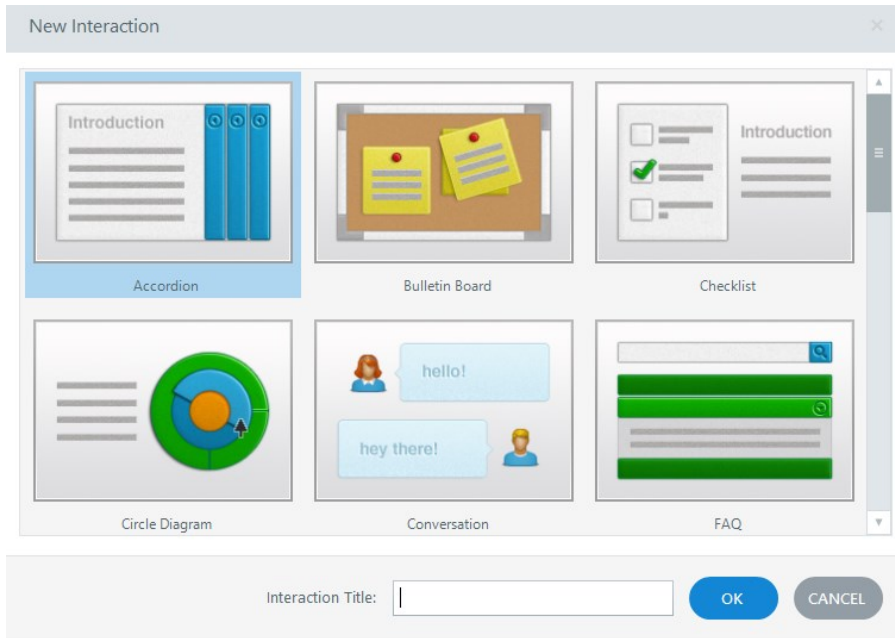 New Interaction
Introduction
Introduction
Accordion
Bulletin Board
Checklist
hello!
hey there!
Circle Diagram
Conversation
FAQ
Interaction Title:
OK
CANCEL